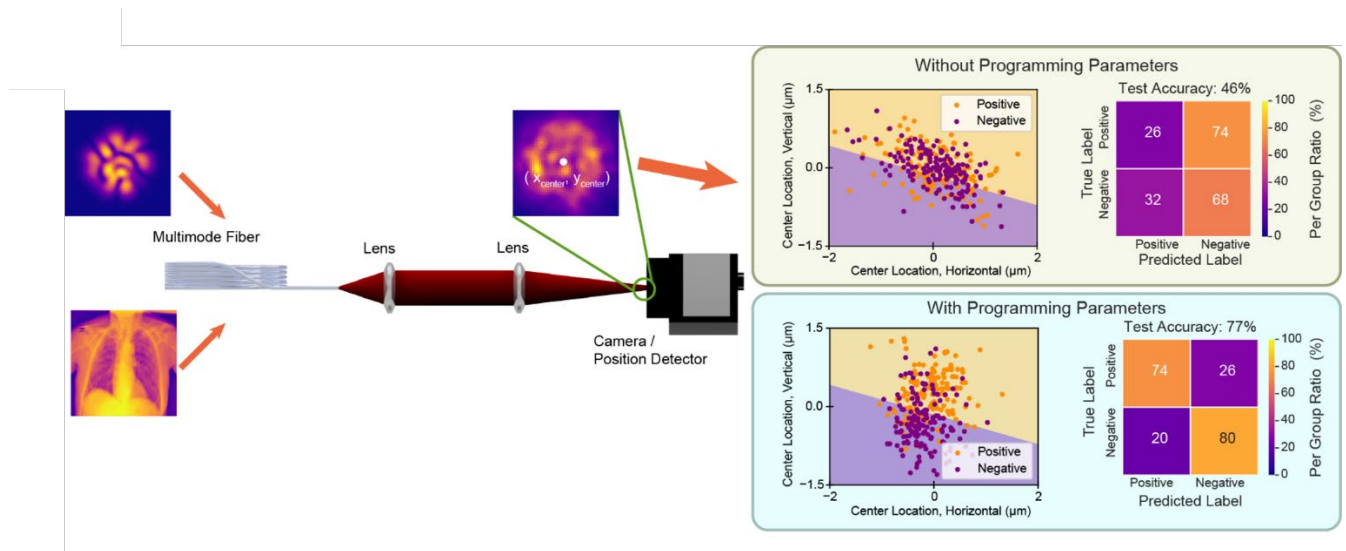 Multimode Fiber
Lens
Lens
( x_center, y_center )
Camera /
Position Detector
Without Programming Parameters
Center Location, Vertical (μm)
1.5
0.0
−1.5
−2
0
2
Center Location, Horizontal (μm)
Positive
Negative
Test Accuracy: 46%
True Label
Positive
Negative
26
74
32
68
Positive
Negative
Predicted Label
100
80
60
40
20
0
Per Group Ratio (%)
With Programming Parameters
Center Location, Vertical (μm)
1.5
0.0
−1.5
−2
0
2
Center Location, Horizontal (μm)
Positive
Negative
Test Accuracy: 77%
True Label
Positive
Negative
74
26
20
80
Positive
Negative
Predicted Label
100
80
60
40
20
0
Per Group Ratio (%)